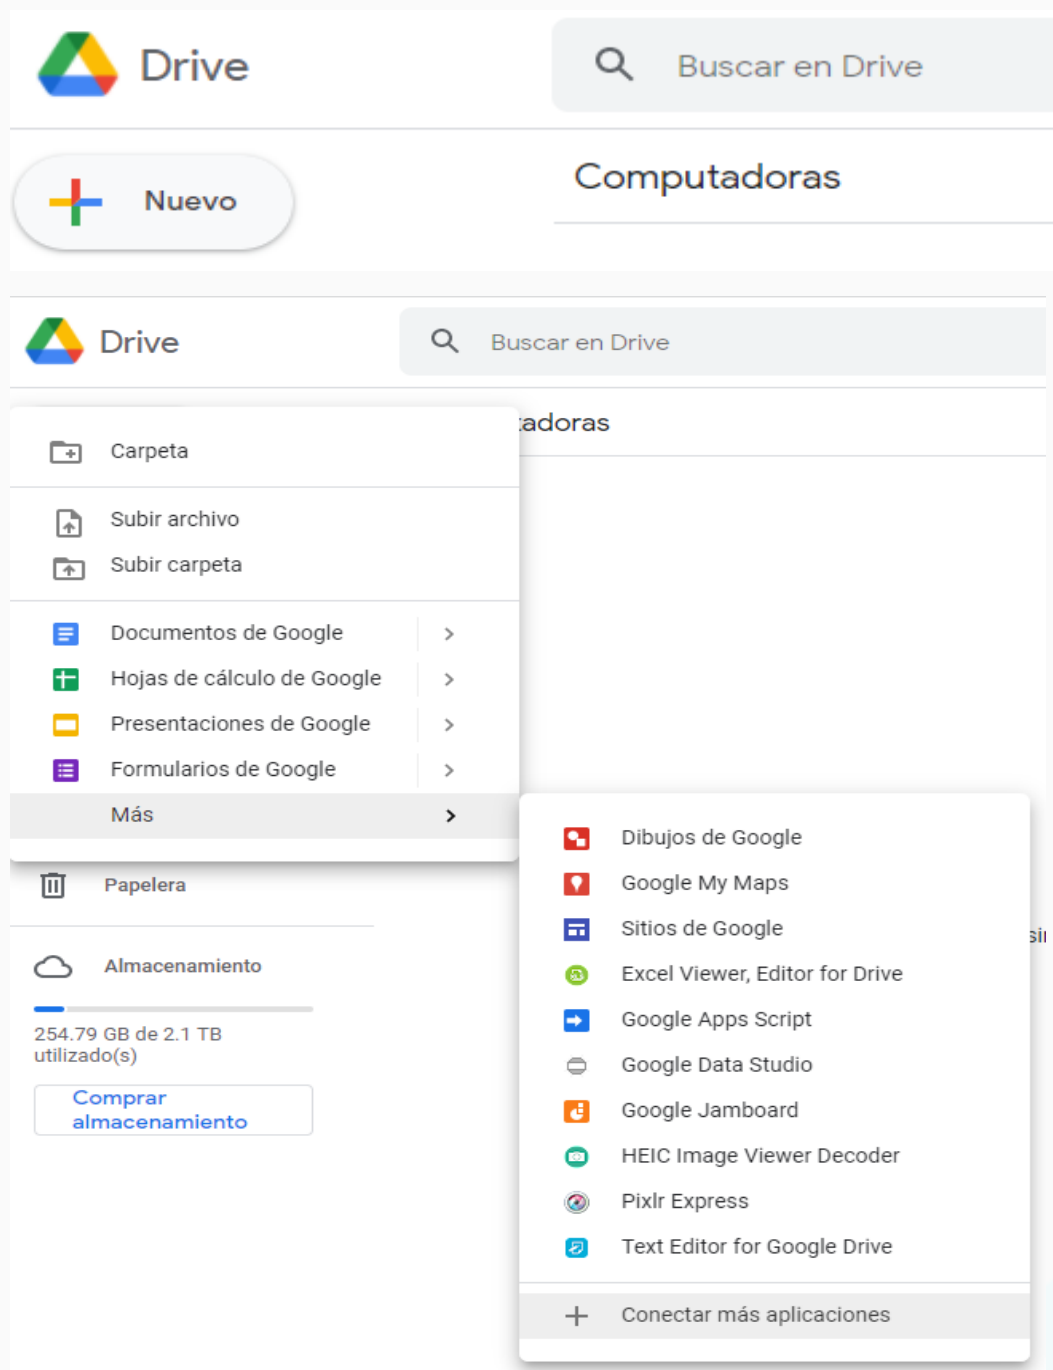 Drive
Buscar en Drive
Nuevo
Computadoras
Drive
Buscar en Drive
tadoras
Carpeta
Subir archivo
Subir carpeta
Documentos de Google
Hojas de cálculo de Google
Presentaciones de Google
Formularios de Google
Más
Papelera
Almacenamiento
254.79 GB de 2.1 TB
utilizado(s)
Comprar
almacenamiento
Dibujos de Google
Google My Maps
Sitios de Google
Excel Viewer, Editor for Drive
Google Apps Script
Google Data Studio
Google Jamboard
HEIC Image Viewer Decoder
Pixlr Express
Text Editor for Google Drive
Conectar más aplicaciones